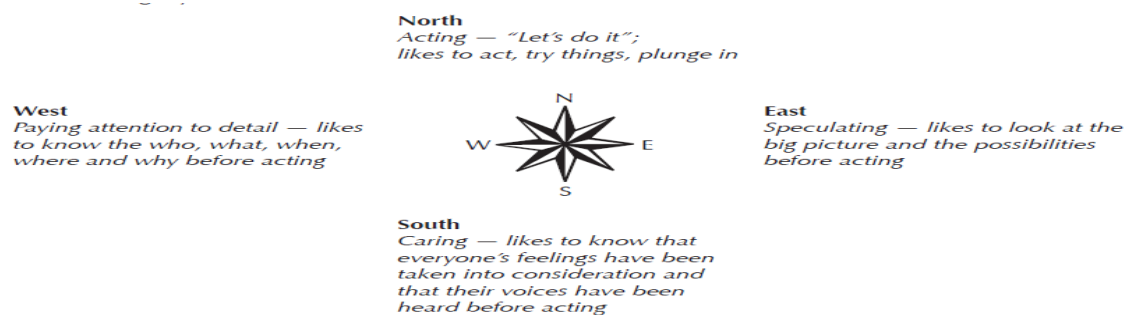 North
Acting — “Let’s do it”;
likes to act, try things, plunge in
West
Paying attention to detail — likes
to know the who, what, when,
where and why before acting
N
W
E
S
East
Speculating — likes to look at the
big picture and the possibilities
before acting
South
Caring — likes to know that
everyone’s feelings have been
taken into consideration and
that their voices have been
heard before acting